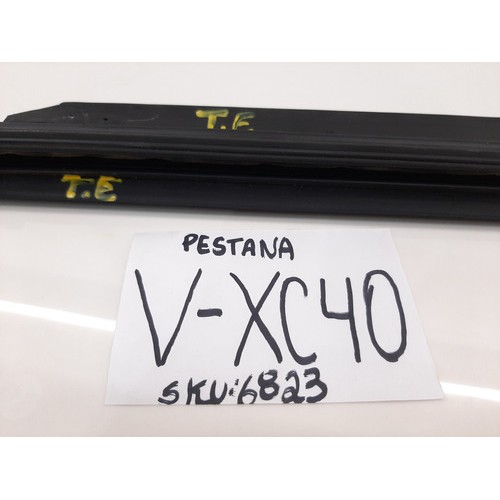 T.E
T.E
PESTANA
V-XC40
SKU:6823